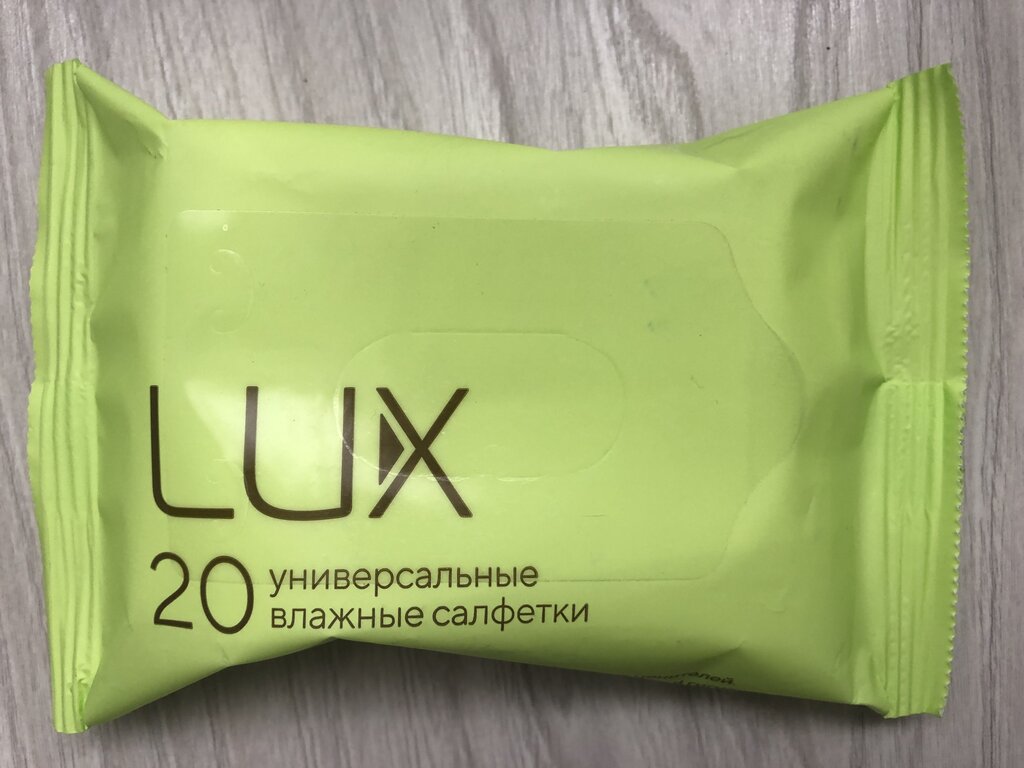 LUX
20 универсальные
влажные салфетки